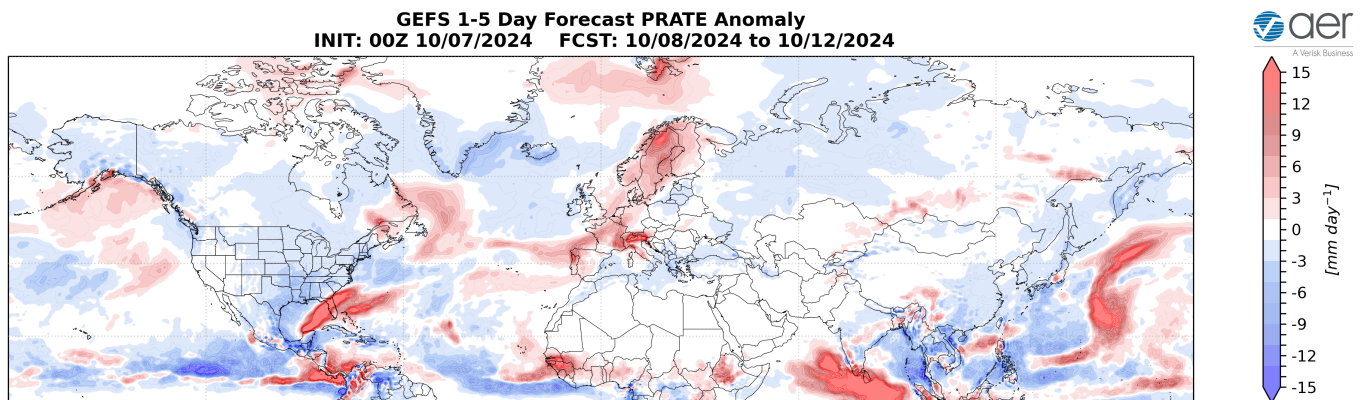 GEFS 1-5 Day Forecast PRATE Anomaly
INIT: 00Z 10/07/2024 FCST: 10/08/2024 to 10/12/2024
aer
A Verisk Business
15
12
9
6
3
0
-3
-6
-9
-12
-15
[mm day⁻¹]